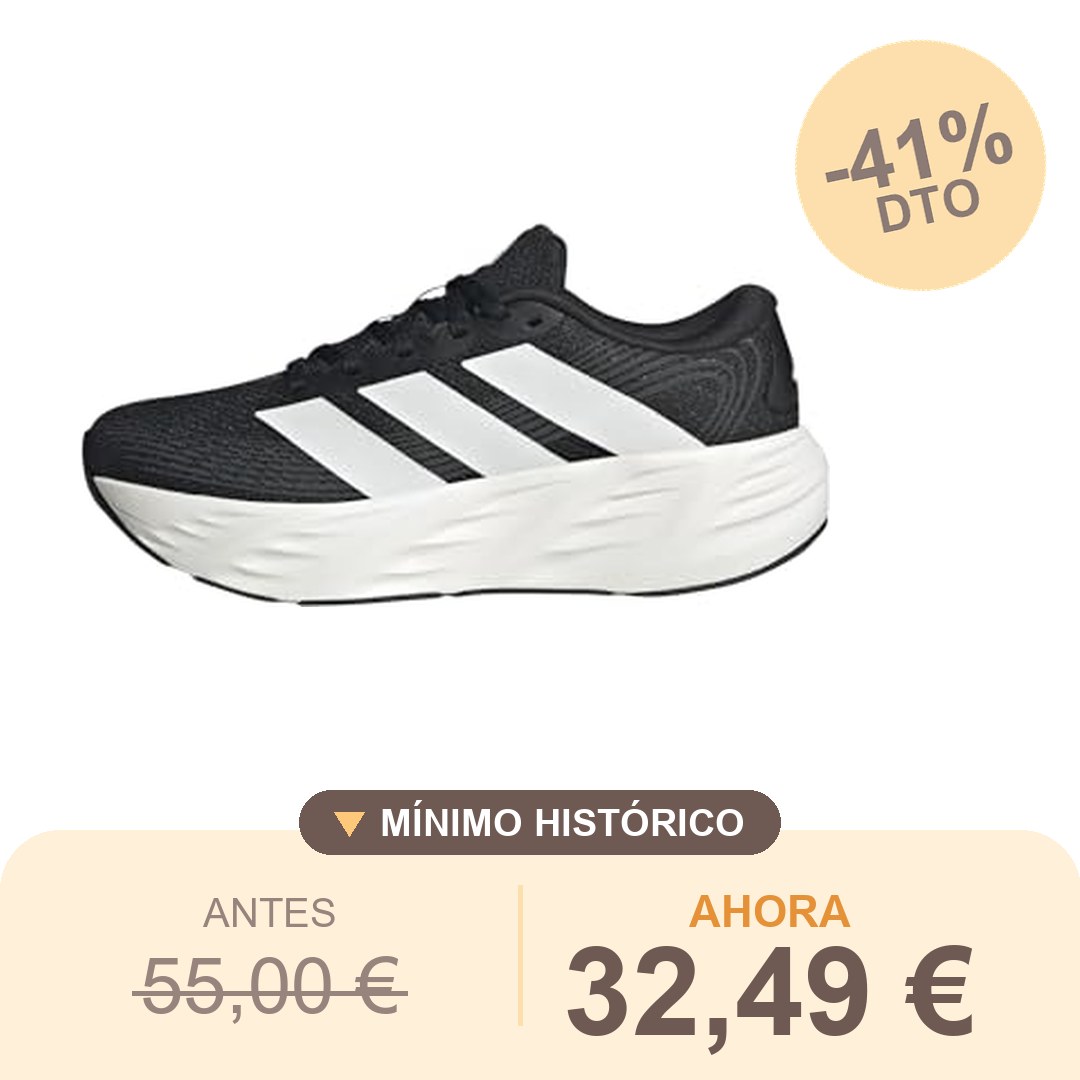 -41%
DTO
MÍNIMO HISTÓRICO
ANTES
55,00 €
AHORA
32,49 €